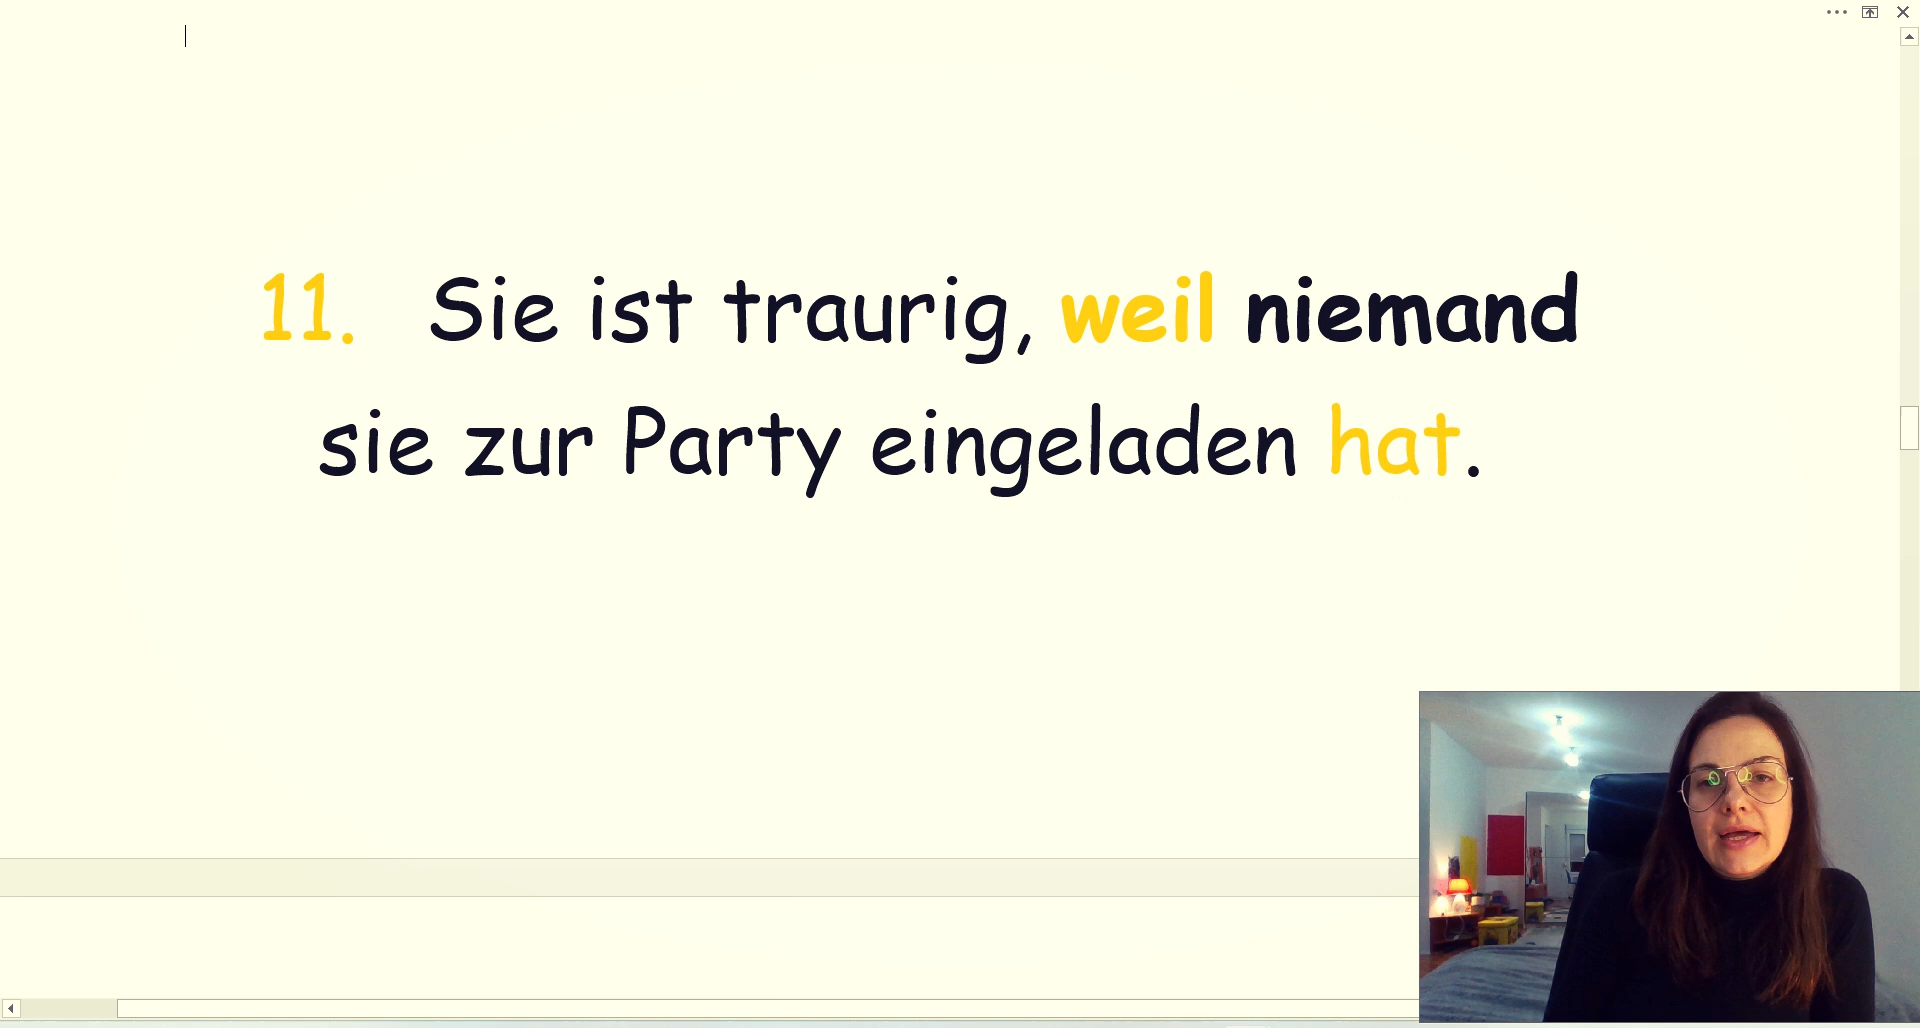 11. Sie ist traurig, weil niemand
sie zur Party eingeladen hat.